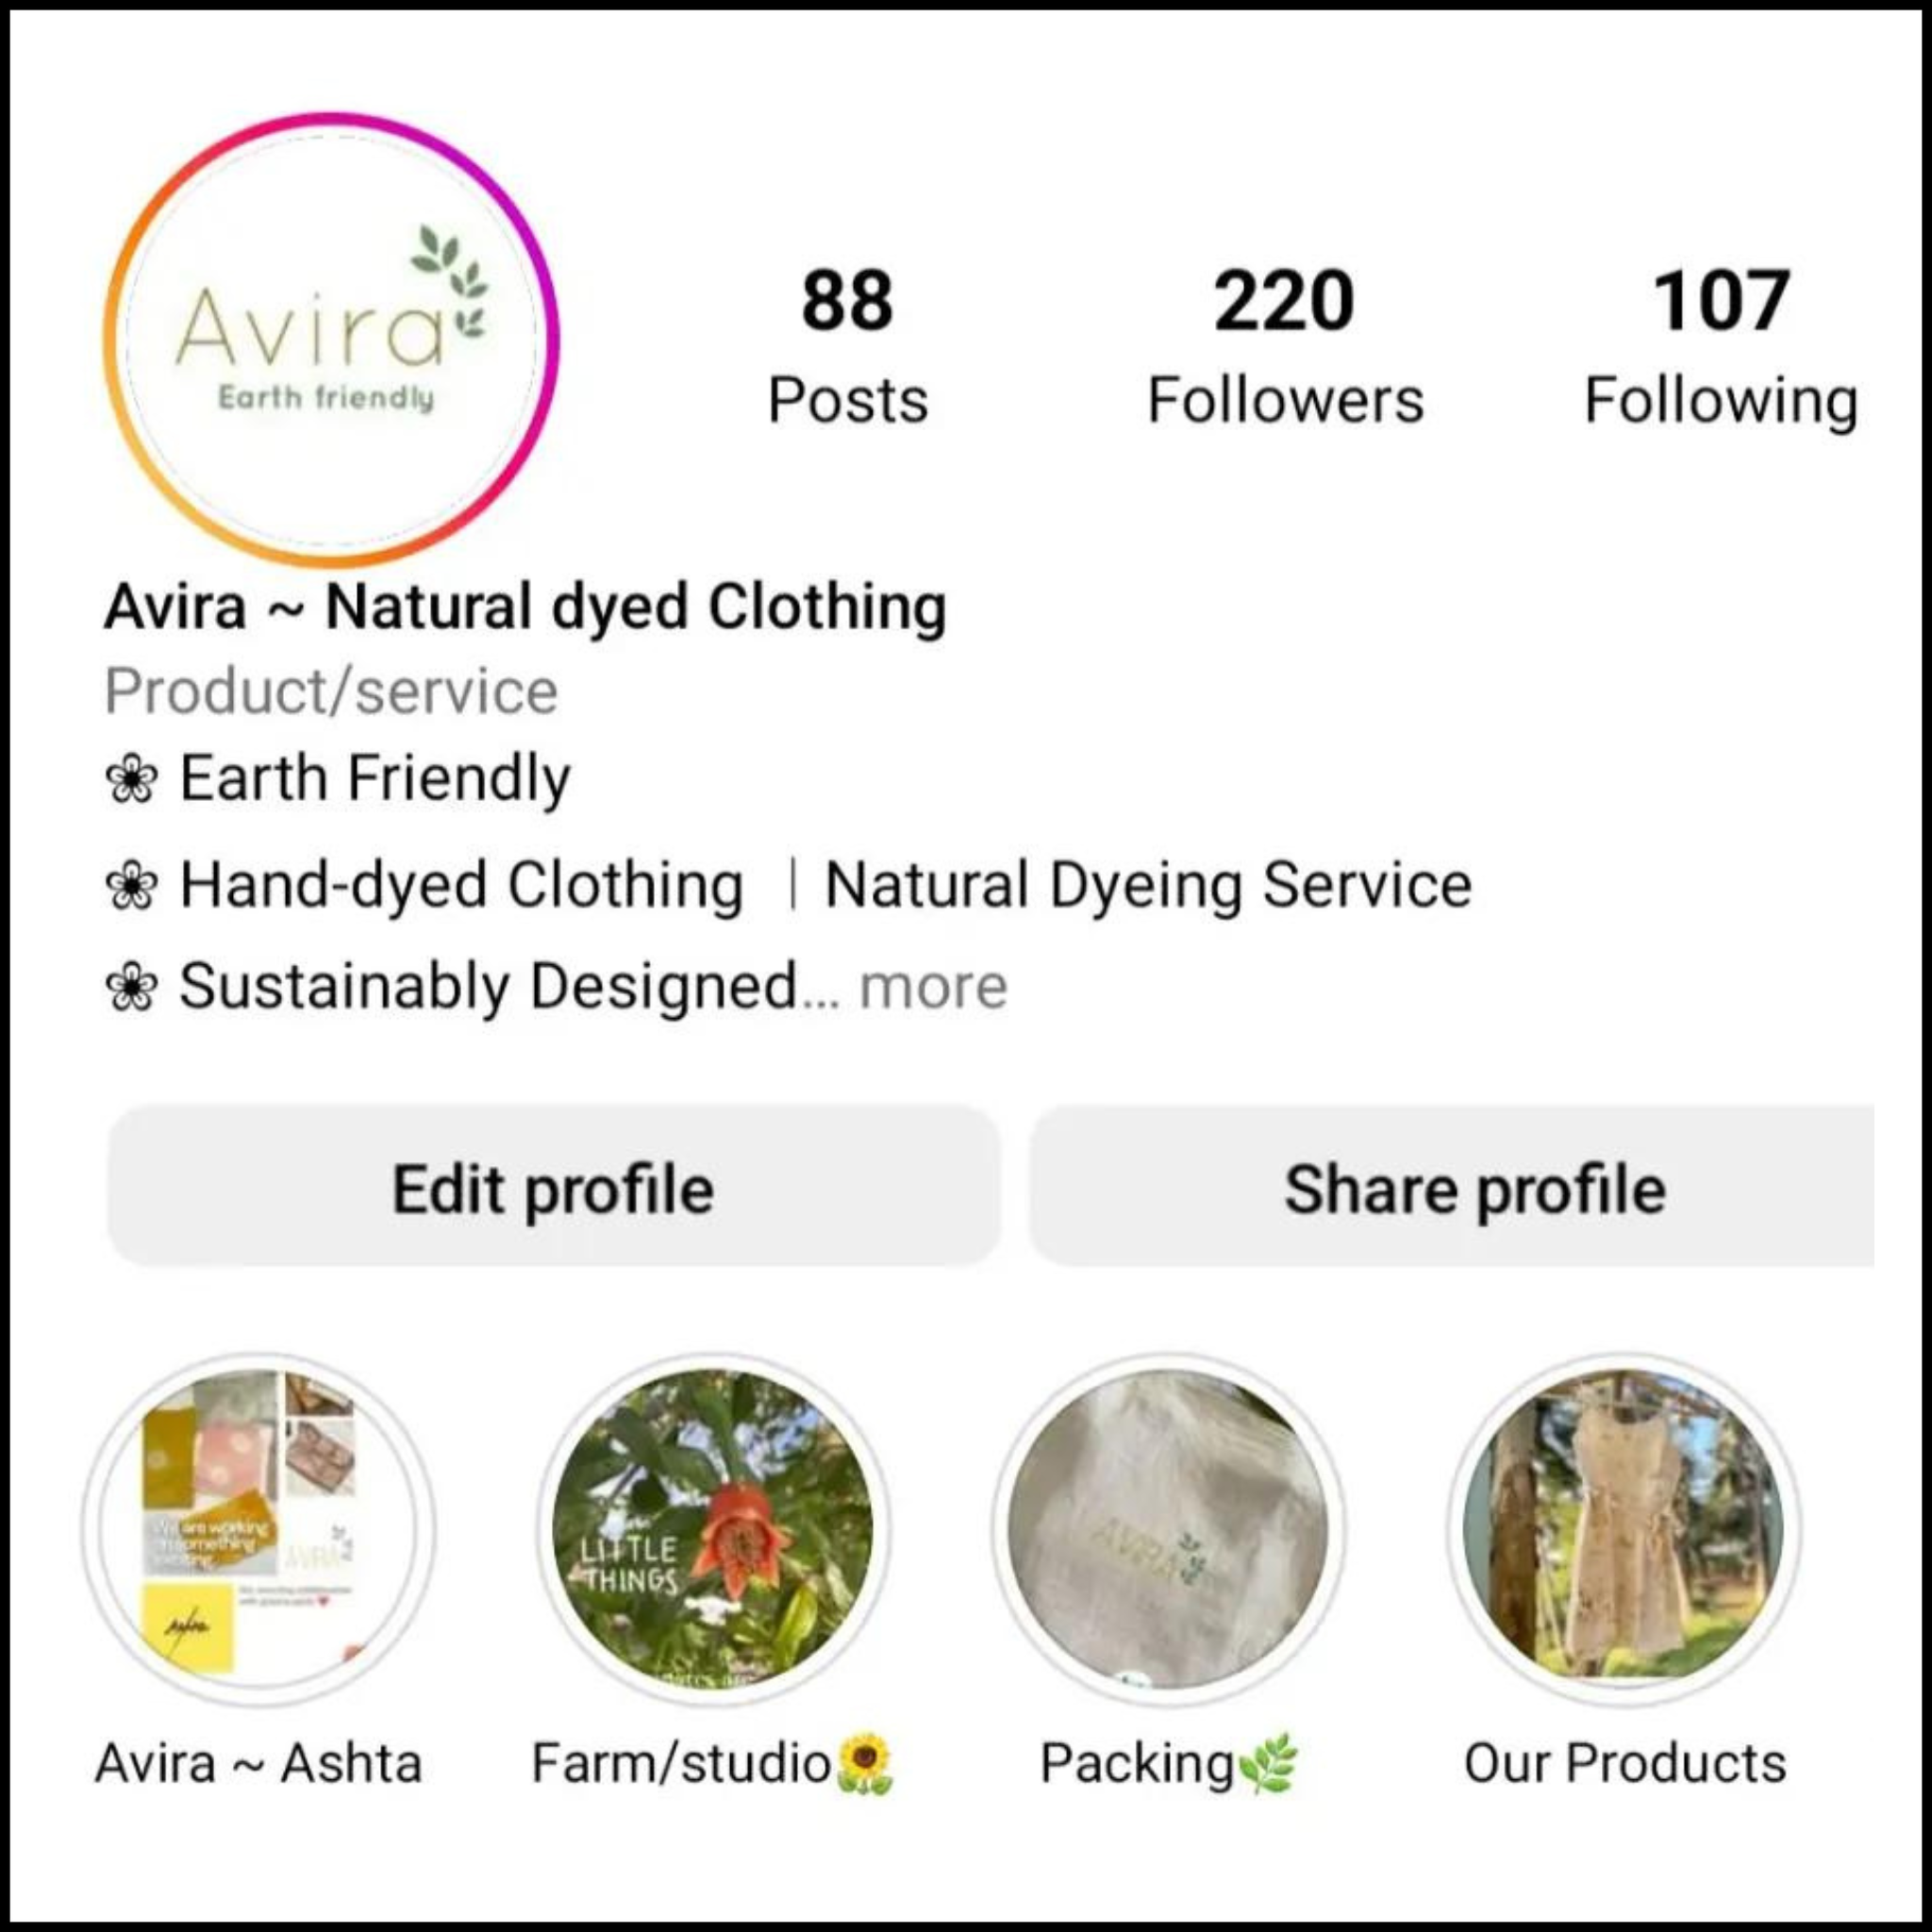 Avira
Earth friendly
88
220
107
Posts
Followers
Following
Avira ~ Natural dyed Clothing
Product/service
❀ Earth Friendly
❀ Hand-dyed Clothing | Natural Dyeing Service
❀ Sustainably Designed... more
Edit profile
Share profile
We are working
on something
exciting.
AVIRA
LITTLE
THINGS
AVIRA
Avira ~ Ashta
Farm/studio🌻
Packing🌿
Our Products